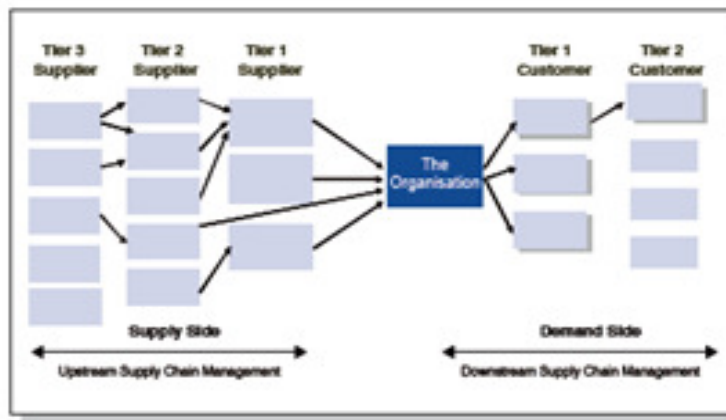 Tier 3
Supplier
Tier 2
Supplier
Tier 1
Supplier
Tier 1
Customer
Tier 2
Customer
The
Organisation
Supply Side
Upstream Supply Chain Management
Demand Side
Downstream Supply Chain Management